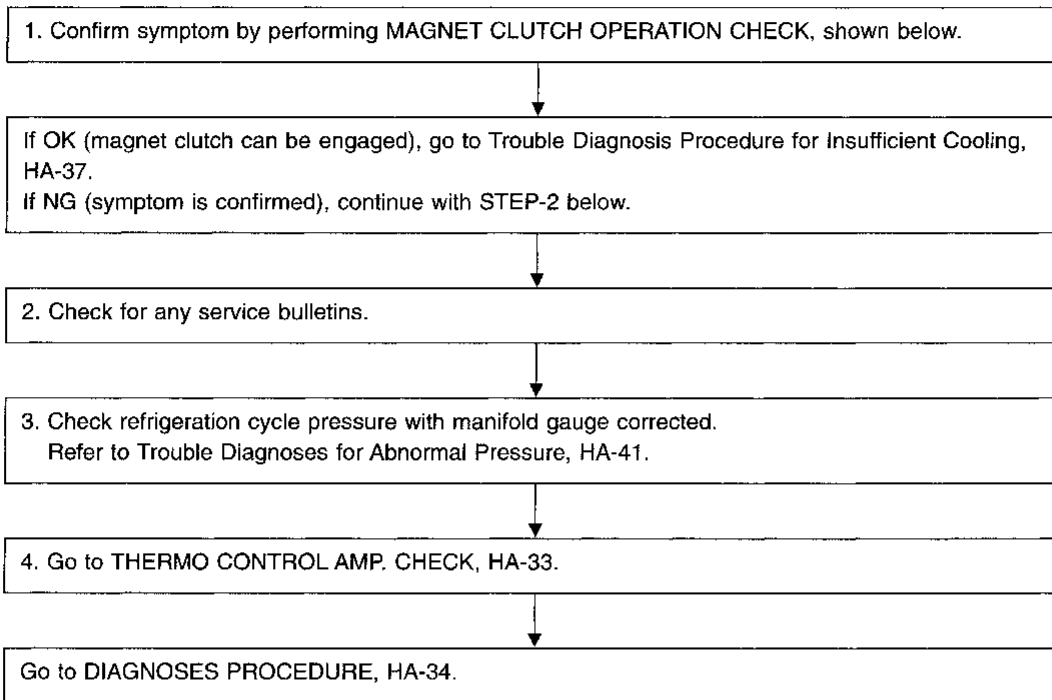 1. Confirm symptom by performing MAGNET CLUTCH OPERATION CHECK, shown below.
If OK (magnet clutch can be engaged), go to Trouble Diagnosis Procedure for Insufficient Cooling,
HA-37.
If NG (symptom is confirmed), continue with STEP-2 below.
2. Check for any service bulletins.
3. Check refrigeration cycle pressure with manifold gauge corrected.
Refer to Trouble Diagnoses for Abnormal Pressure, HA-41.
4. Go to THERMO CONTROL AMP. CHECK, HA-33.
Go to DIAGNOSES PROCEDURE, HA-34.